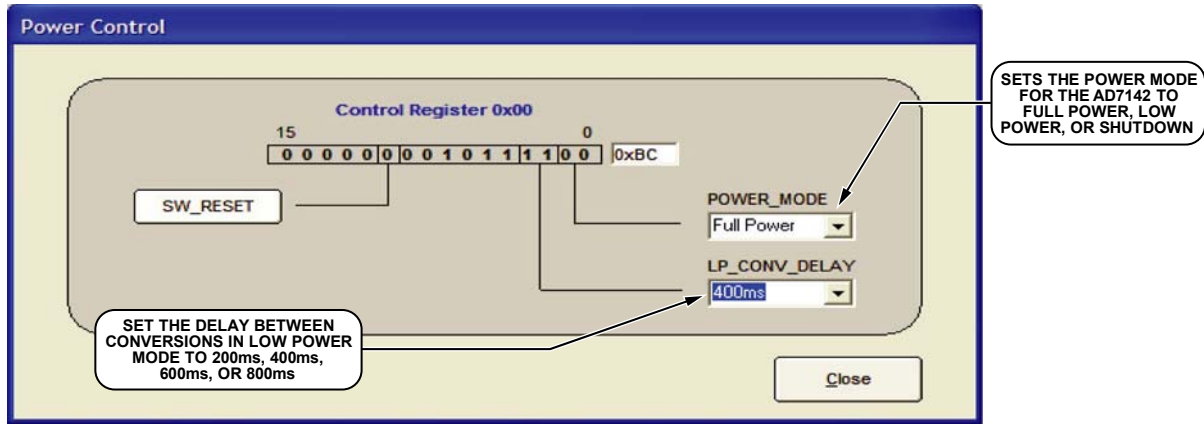 Power Control
Control Register 0x00
15 0
0 0 0 0 0 0 0 0 1 0 1 1 1 1 0 0 0xBC
SW_RESET
POWER_MODE
Full Power
LP_CONV_DELAY
400ms
Close
SETS THE POWER MODE
FOR THE AD7142 TO
FULL POWER, LOW
POWER, OR SHUTDOWN
SET THE DELAY BETWEEN
CONVERSIONS IN LOW POWER
MODE TO 200ms, 400ms,
600ms, OR 800ms